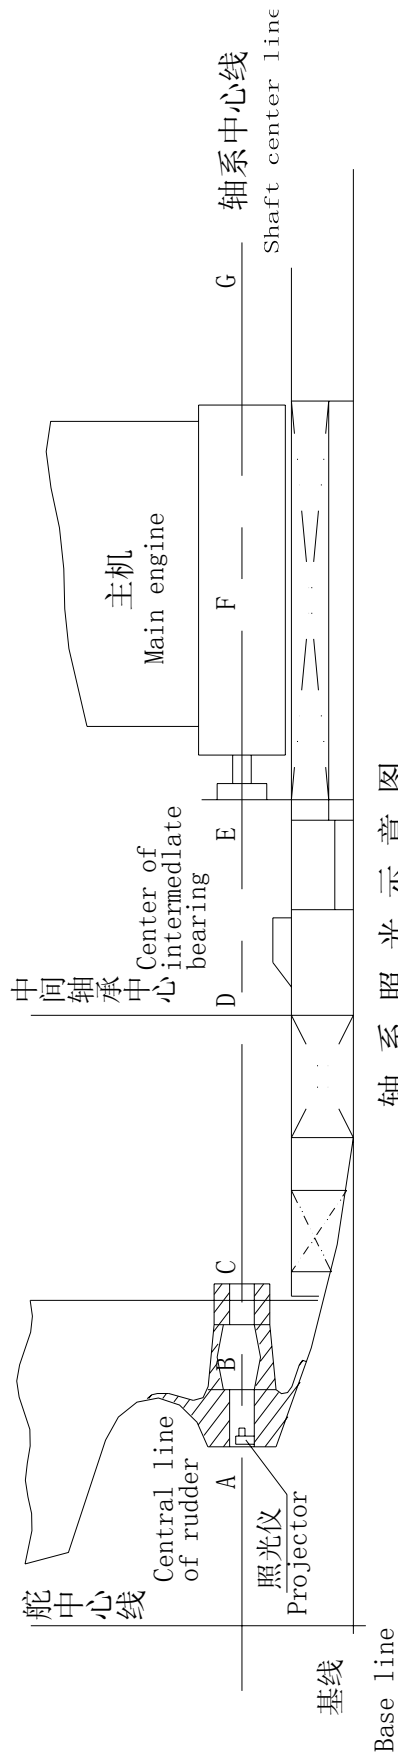 舵中心线
Central line
of rudder
中间轴承中心
Center of
intermedlate
bearing
主机
Main engine
轴系中心线
Shaft center line
A B C D E F G
照光仪
Projector
基线
Base line
轴 系 照 光 示 意 图